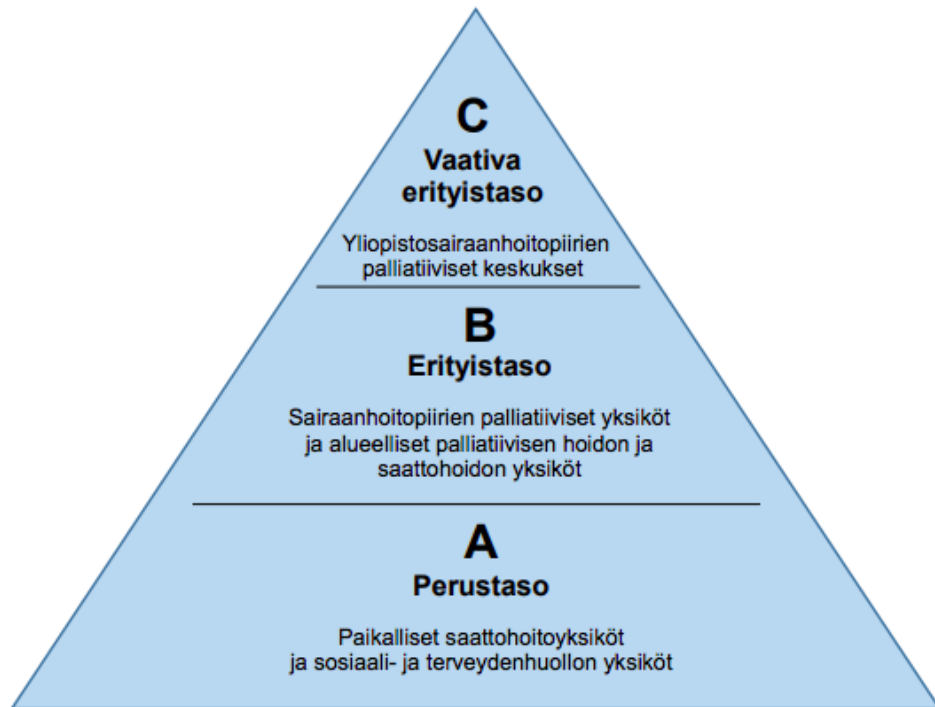 C
Vaativa
erityistaso
Yliopistosairaanhoitopiirien
palliatiiviset keskukset
B
Erityistaso
Sairaanhoitopiirien palliatiiviset yksiköt
ja alueelliset palliatiivisen hoidon ja
saattohoidon yksiköt
A
Perustaso
Paikalliset saattohoitoyksiköt
ja sosiaali- ja terveydenhuollon yksiköt